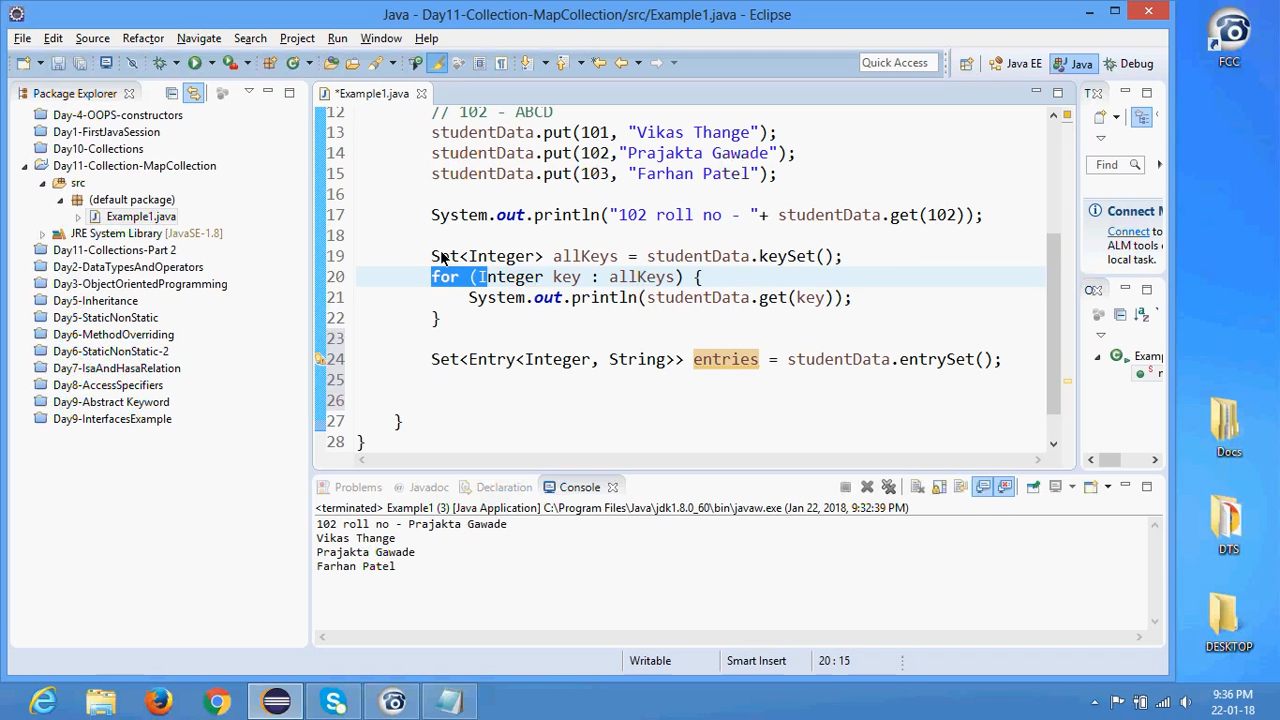 Java - Day11-Collection-MapCollection/src/Example1.java - Eclipse
File Edit Source Refactor Navigate Search Project Run Window Help
Quick Access Java EE Java Debug
Package Explorer
Day-4-OOPS-constructors
Day1-FirstJavaSession
Day10-Collections
Day11-Collection-MapCollection
src
(default package)
Example1.java
JRE System Library [JavaSE-1.8]
Day11-Collections-Part 2
Day2-DataTypesAndOperators
Day3-ObjectOrientedProgramming
Day5-Inheritance
Day5-StaticNonStatic
Day6-MethodOverriding
Day6-StaticNonStatic-2
Day7-IsaAndHasaRelation
Day8-AccessSpecifiers
Day9-Abstract Keyword
Day9-InterfacesExample
*Example1.java
12 // 102 - ABCD
13 studentData.put(101, "Vikas Thange");
14 studentData.put(102,"Prajakta Gawade");
15 studentData.put(103, "Farhan Patel");
16
17 System.out.println("102 roll no - "+ studentData.get(102));
18
19 Set<Integer> allKeys = studentData.keySet();
20 for (Integer key : allKeys) {
21 System.out.println(studentData.get(key));
22 }
23
24 Set<Entry<Integer, String>> entries = studentData.entrySet();
25
26
27 }
28 }
T
Find
Connect M
Connect to
ALM tools or
local task.
O
Examp
Problems Javadoc Declaration Console
<terminated> Example1 (3) [Java Application] C:\Program Files\Java\jdk1.8.0_60\bin\javaw.exe (Jan 22, 2018, 9:32:39 PM)
102 roll no - Prajakta Gawade
Vikas Thange
Prajakta Gawade
Farhan Patel
Writable Smart Insert 20 : 15
FCC
Docs
DTS
DESKTOP
9:36 PM
22-01-18